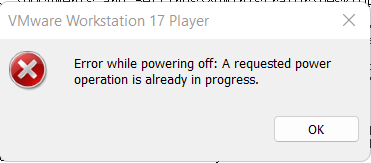 VMware Workstation 17 Player
Error while powering off: A requested power
operation is already in progress.
OK